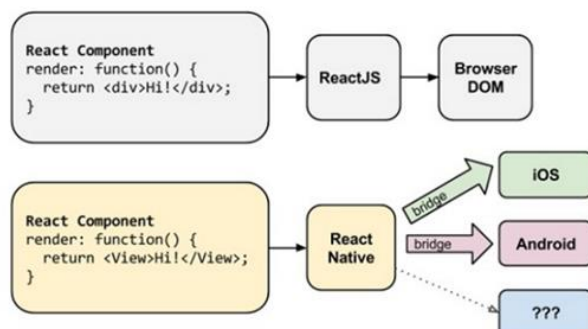 React Component
render: function() {
  return <div>Hi!</div>;
}
ReactJS
Browser
DOM
React Component
render: function() {
  return <View>Hi!</View>;
}
React
Native
bridge
iOS
bridge
Android
???